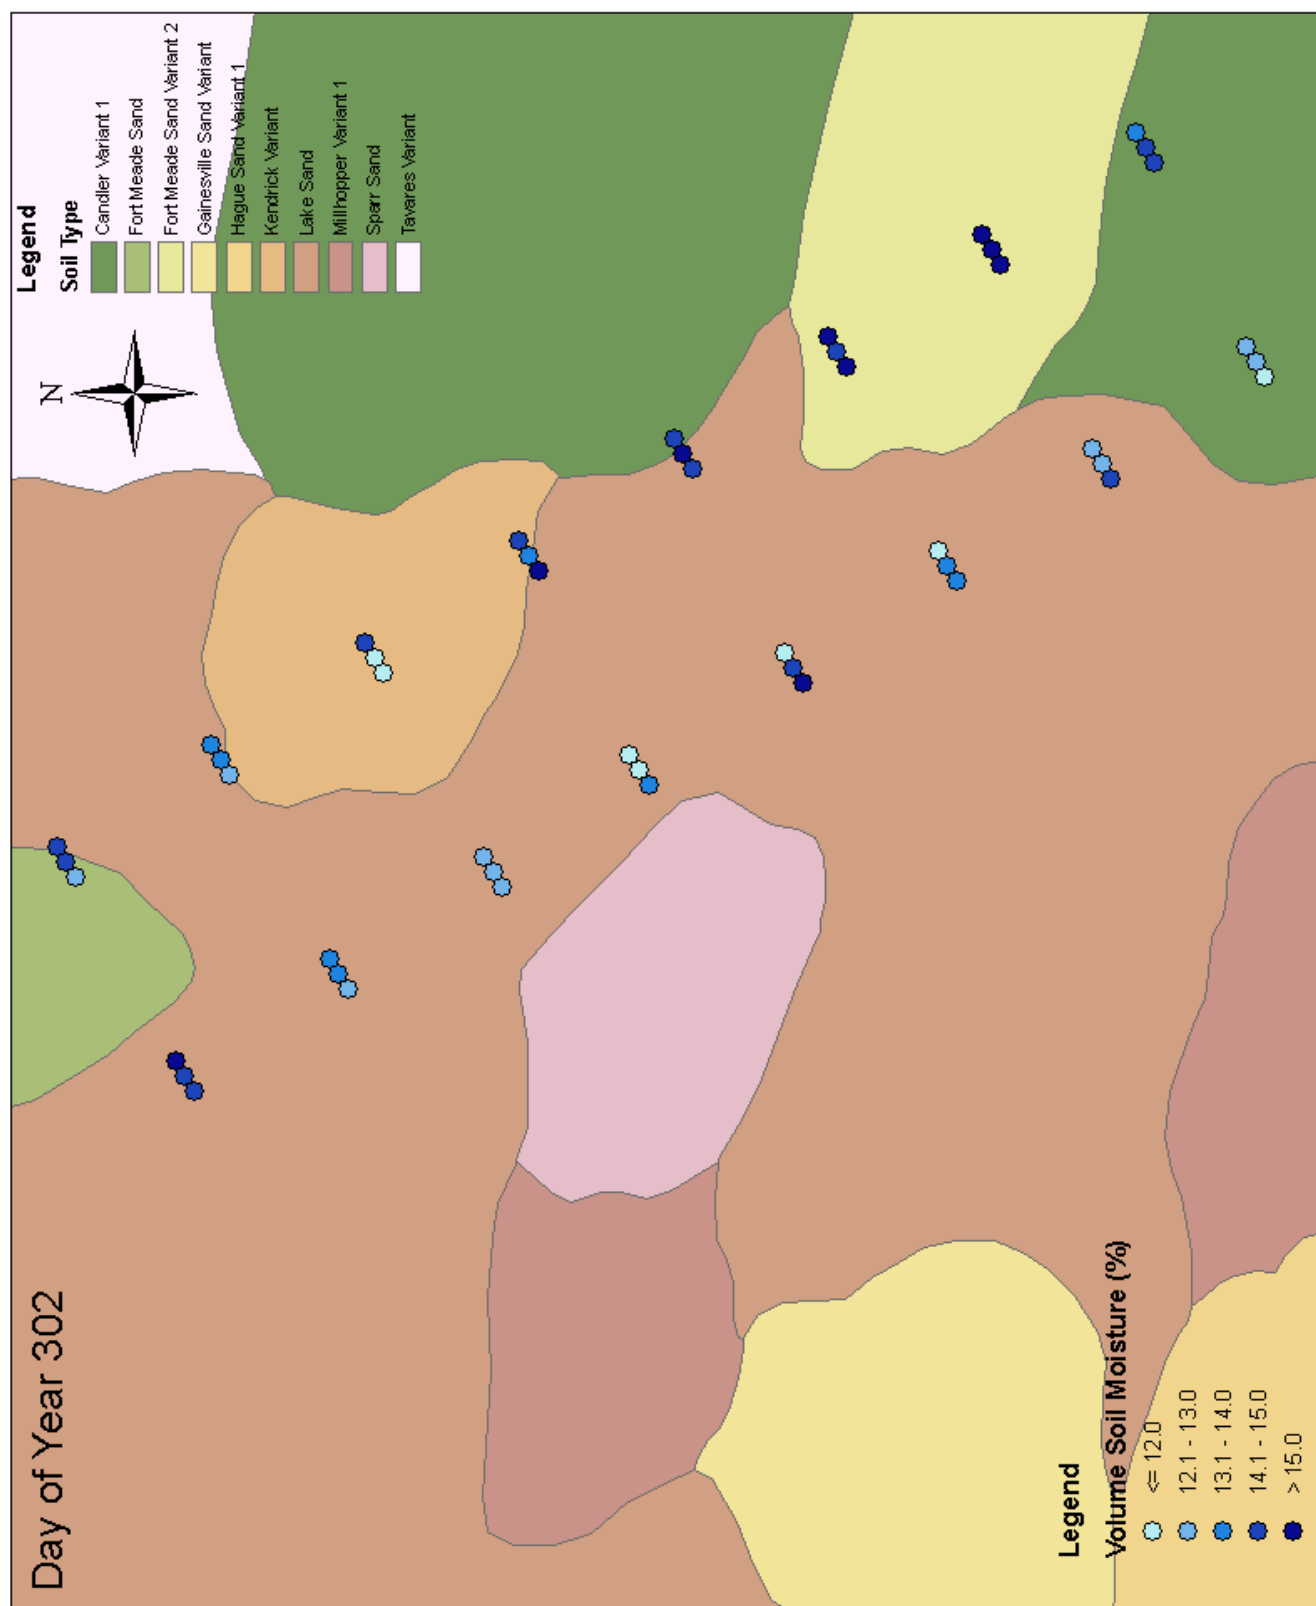 Day of Year 302
N
Legend
Soil Type
Candler Variant 1
Fort Meade Sand
Fort Meade Sand Variant 2
Gainesville Sand Variant
Hague Sand Variant 1
Kendrick Variant
Lake Sand
Millhopper Variant 1
Sparr Sand
Tavares Variant
Legend
Volume Soil Moisture (%)
<= 12.0
12.1 - 13.0
13.1 - 14.0
14.1 - 15.0
> 15.0